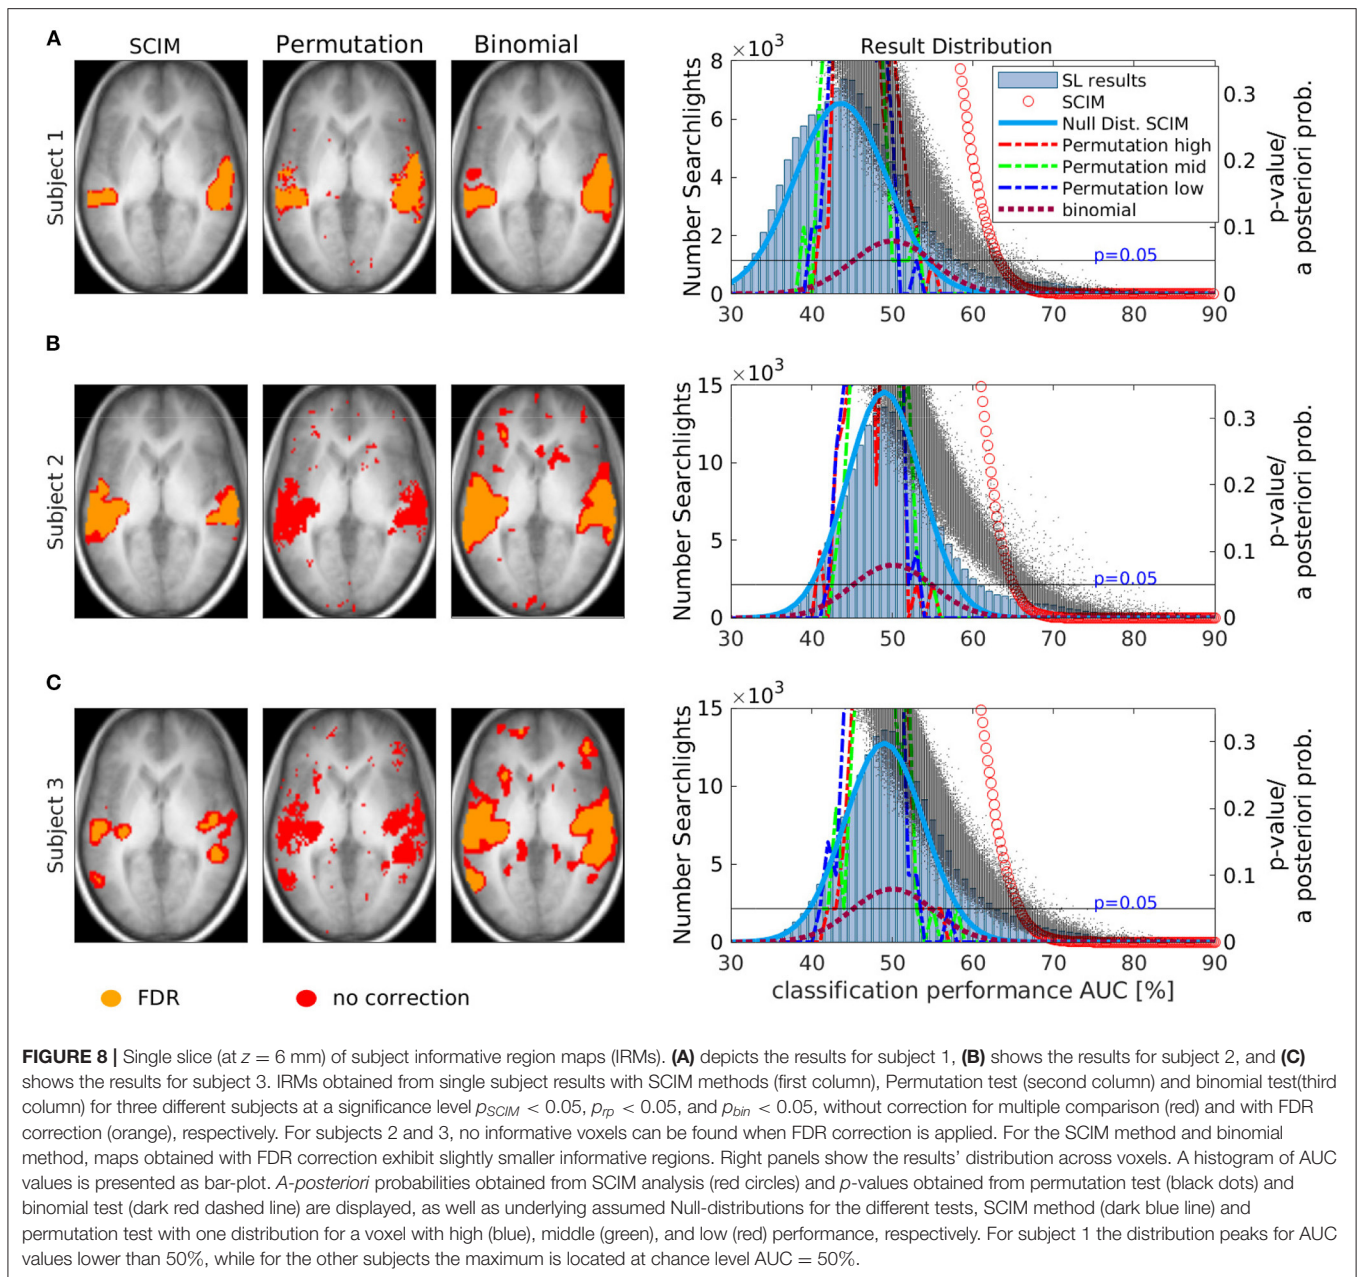 A
SCIM
Permutation
Binomial
Subject 1
Result Distribution
×10³
8
6
4
2
0
Number Searchlights
30 40 50 60 70 80 90
0.3
0.2
0.1
0
p-value/
a posteriori prob.
SL results
SCIM
Null Dist. SCIM
Permutation high
Permutation mid
Permutation low
binomial
p=0.05
B
Subject 2
×10³
15
10
5
0
Number Searchlights
30 40 50 60 70 80 90
0.3
0.2
0.1
0
p-value/
a posteriori prob.
p=0.05
C
Subject 3
×10³
15
10
5
0
Number Searchlights
30 40 50 60 70 80 90
0.3
0.2
0.1
0
p-value/
a posteriori prob.
p=0.05
classification performance AUC [%]
FDR
no correction
FIGURE 8 | Single slice (at z = 6 mm) of subject informative region maps (IRMs). (A) depicts the results for subject 1, (B) shows the results for subject 2, and (C)
shows the results for subject 3. IRMs obtained from single subject results with SCIM methods (first column), Permutation test (second column) and binomial test(third
column) for three different subjects at a significance level pSCIM < 0.05, prp < 0.05, and pbin < 0.05, without correction for multiple comparison (red) and with FDR
correction (orange), respectively. For subjects 2 and 3, no informative voxels can be found when FDR correction is applied. For the SCIM method and binomial
method, maps obtained with FDR correction exhibit slightly smaller informative regions. Right panels show the results' distribution across voxels. A histogram of AUC
values is presented as bar-plot. A-posteriori probabilities obtained from SCIM analysis (red circles) and p-values obtained from permutation test (black dots) and
binomial test (dark red dashed line) are displayed, as well as underlying assumed Null-distributions for the different tests, SCIM method (dark blue line) and
permutation test with one distribution for a voxel with high (blue), middle (green), and low (red) performance, respectively. For subject 1 the distribution peaks for AUC
values lower than 50%, while for the other subjects the maximum is located at chance level AUC = 50%.